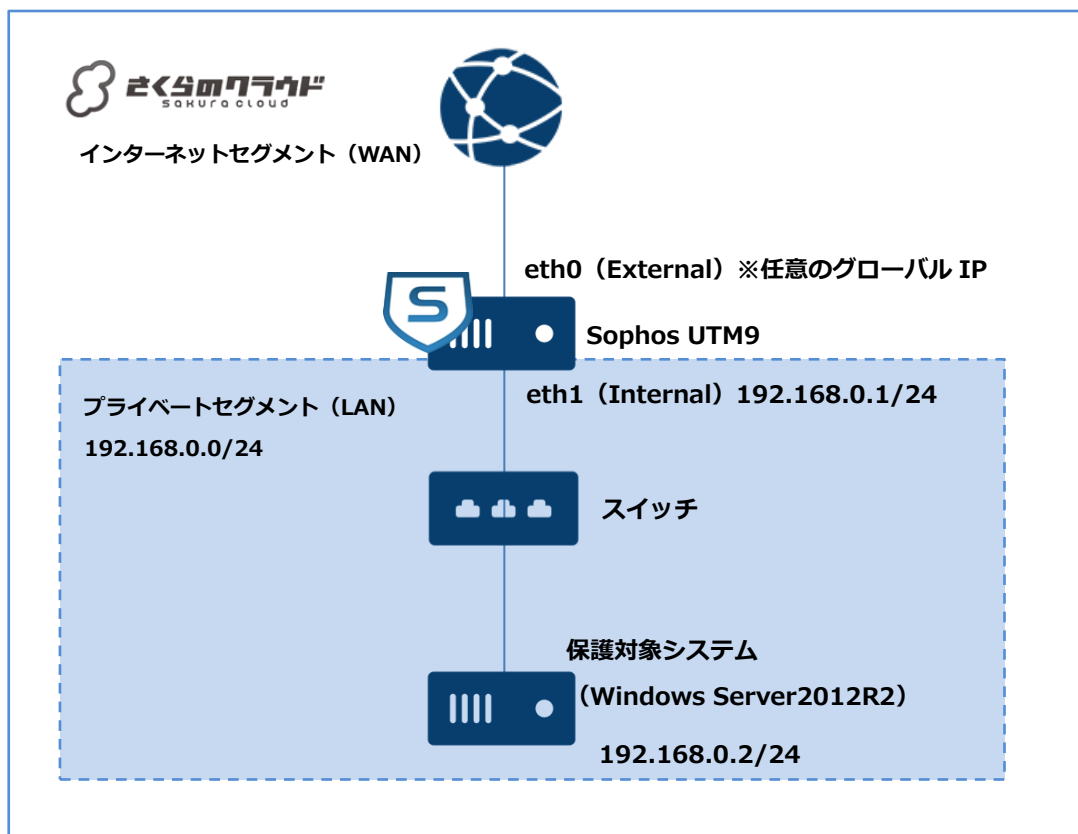 さくらのクラウド
SAKURA CLOUD
インターネットセグメント（WAN）
eth0（External）※任意のグローバル IP
S
Sophos UTM9
eth1（Internal）192.168.0.1/24
プライベートセグメント（LAN）
192.168.0.0/24
スイッチ
保護対象システム
（Windows Server2012R2）
192.168.0.2/24